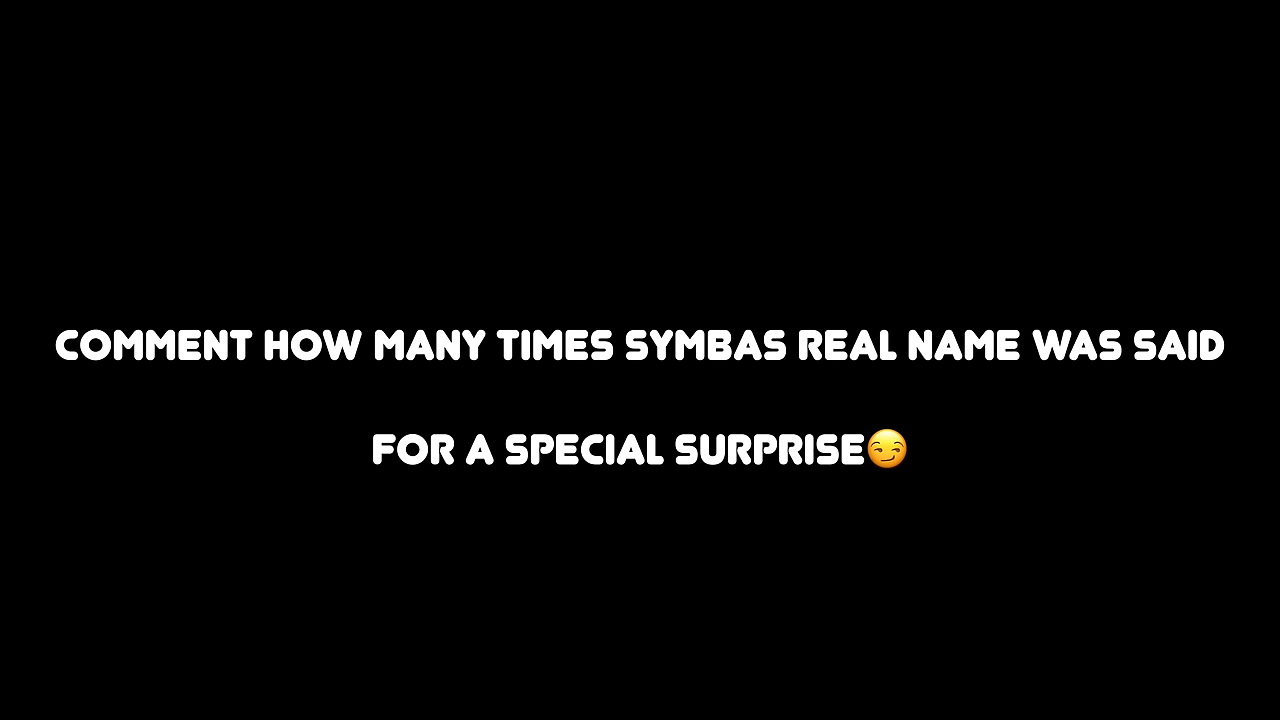 COMMENT HOW MANY TIMES SYMBAS REAL NAME WAS SAID
FOR A SPECIAL SURPRISE😏